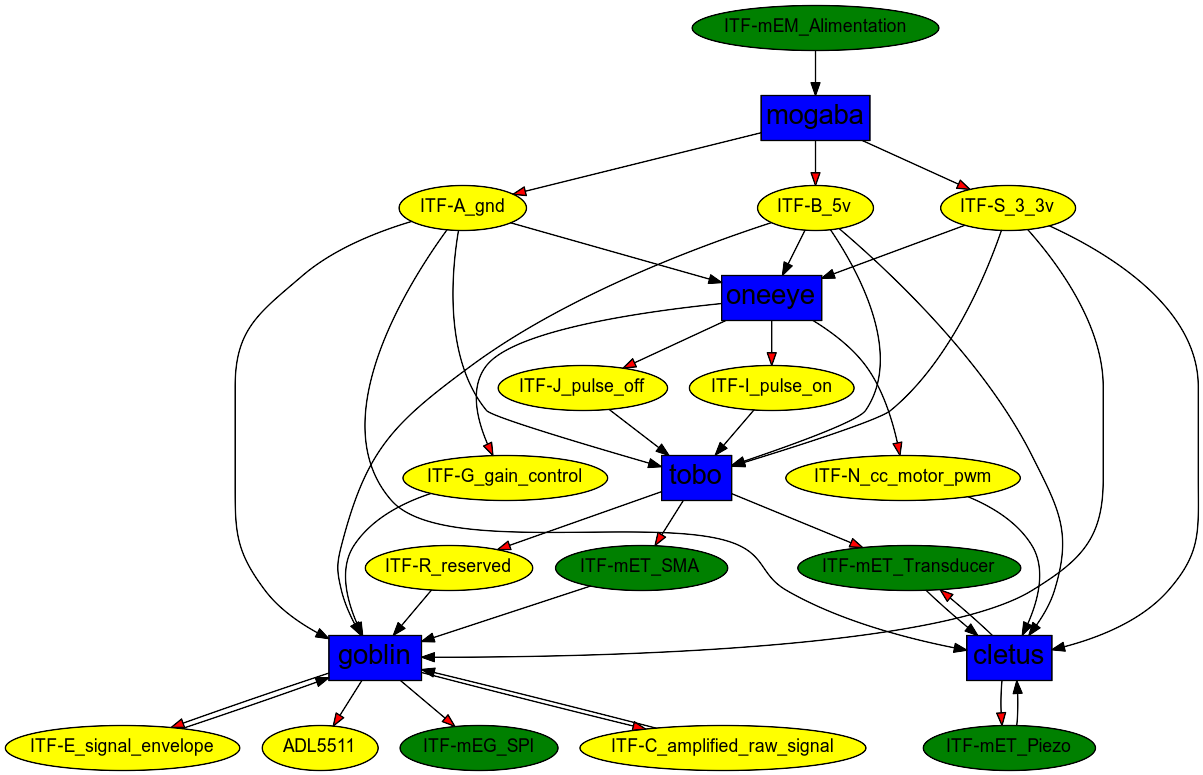 ITF-mEM_Alimentation
mogaba
ITF-A_gnd
ITF-B_5v
ITF-S_3_3v
oneeye
ITF-J_pulse_off
ITF-I_pulse_on
ITF-G_gain_control
tobo
ITF-N_cc_motor_pwm
ITF-R_reserved
ITF-mET_SMA
ITF-mET_Transducer
goblin
cletus
ITF-E_signal_envelope
ADL5511
ITF-mEG_SPI
ITF-C_amplified_raw_signal
ITF-mET_Piezo